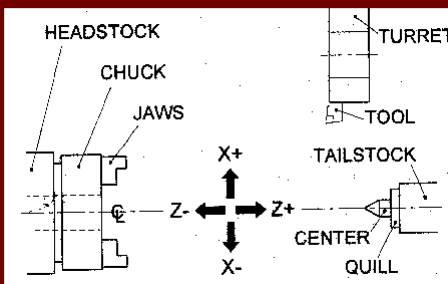 HEADSTOCK
TURRET
CHUCK
JAWS
TOOL
X+
TAILSTOCK
℄
Z-
Z+
CENTER
X-
QUILL